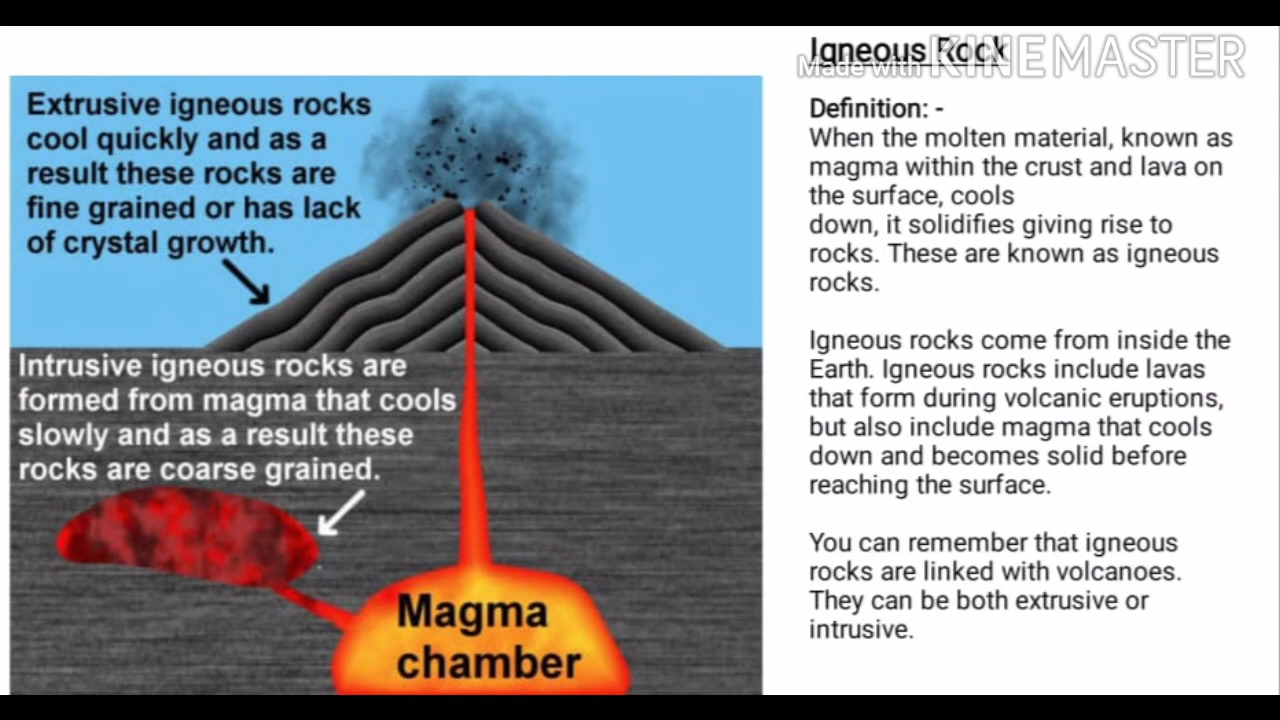 Extrusive igneous rocks
cool quickly and as a
result these rocks are
fine grained or has lack
of crystal growth.
Intrusive igneous rocks are
formed from magma that cools
slowly and as a result these
rocks are coarse grained.
Magma
chamber
Igneous Rock
Made with KINEMASTER
Definition: -
When the molten material, known as
magma within the crust and lava on
the surface, cools
down, it solidifies giving rise to
rocks. These are known as igneous
rocks.
Igneous rocks come from inside the
Earth. Igneous rocks include lavas
that form during volcanic eruptions,
but also include magma that cools
down and becomes solid before
reaching the surface.
You can remember that igneous
rocks are linked with volcanoes.
They can be both extrusive or
intrusive.